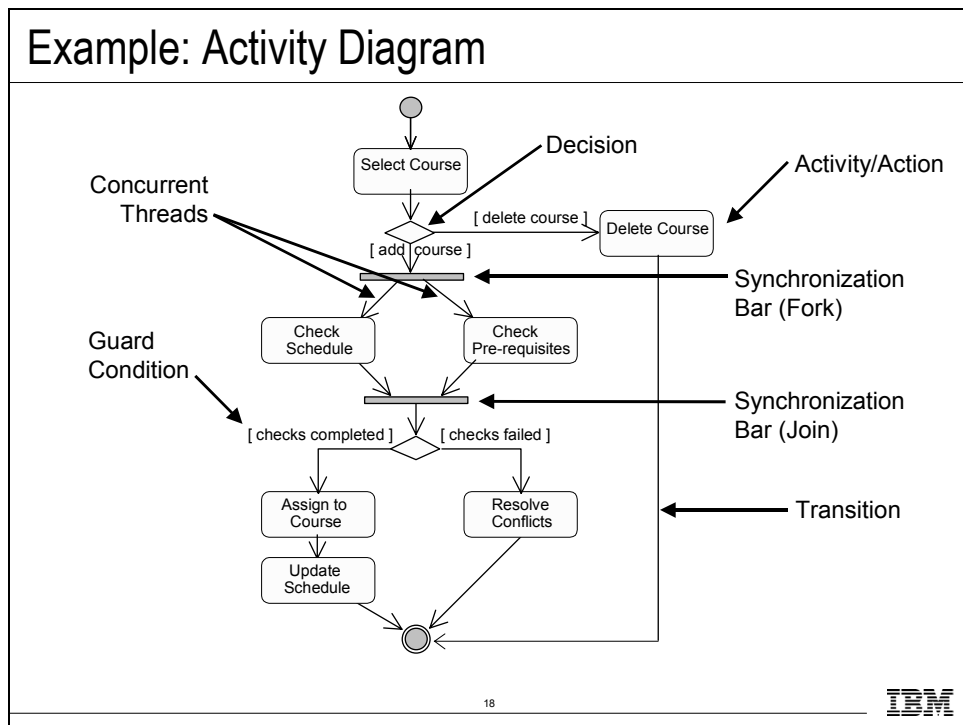 Example: Activity Diagram
Select Course
Decision
Activity/Action
Concurrent
Threads
[ delete course ]
Delete Course
[ add course ]
Synchronization
Bar (Fork)
Check
Schedule
Check
Pre-requisites
Guard
Condition
Synchronization
Bar (Join)
[ checks completed ]
[ checks failed ]
Assign to
Course
Resolve
Conflicts
Transition
Update
Schedule
18
IBM